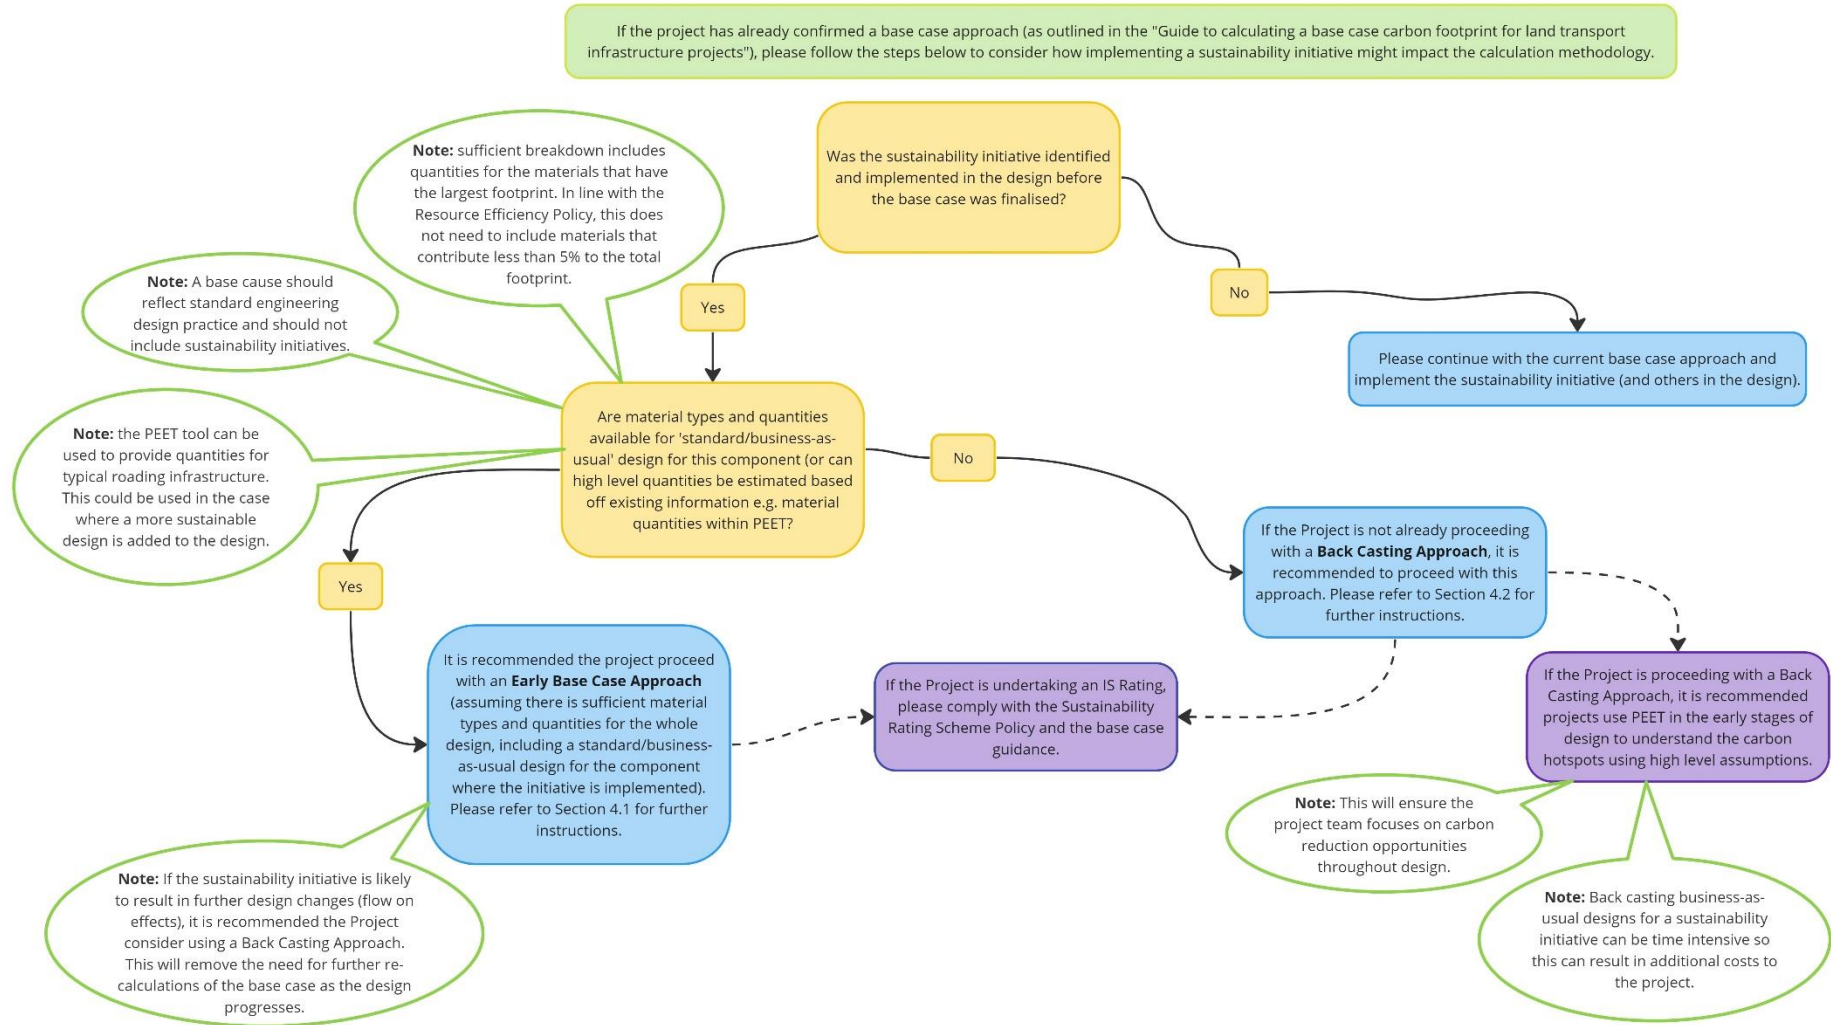 If the project has already confirmed a base case approach (as outlined in the "Guide to calculating a base case carbon footprint for land transport
infrastructure projects"), please follow the steps below to consider how implementing a sustainability initiative might impact the calculation methodology.
Was the sustainability initiative identified
and implemented in the design before
the base case was finalised?
Note: sufficient breakdown includes
quantities for the materials that have
the largest footprint. In line with the
Resource Efficiency Policy, this does
not need to include materials that
contribute less than 5% to the total
footprint.
Note: A base cause should
reflect standard engineering
design practice and should not
include sustainability initiatives.
Yes
No
Please continue with the current base case approach and
implement the sustainability initiative (and others in the design).
Note: the PEET tool can be
used to provide quantities for
typical roading infrastructure.
This could be used in the case
where a more sustainable
design is added to the design.
Are material types and quantities
available for 'standard/business-as-
usual' design for this component (or can
high level quantities be estimated based
off existing information e.g. material
quantities within PEET?
No
Yes
If the Project is not already proceeding
with a Back Casting Approach, it is
recommended to proceed with this
approach. Please refer to Section 4.2 for
further instructions.
It is recommended the project proceed
with an Early Base Case Approach
(assuming there is sufficient material
types and quantities for the whole
design, including a standard/business-
as-usual design for the component
where the initiative is implemented).
Please refer to Section 4.1 for further
instructions.
If the Project is undertaking an IS Rating,
please comply with the Sustainability
Rating Scheme Policy and the base case
guidance.
If the Project is proceeding with a Back
Casting Approach, it is recommended
projects use PEET in the early stages of
design to understand the carbon
hotspots using high level assumptions.
Note: This will ensure the
project team focuses on carbon
reduction opportunities
throughout design.
Note: If the sustainability initiative is likely
to result in further design changes (flow on
effects), it is recommended the Project
consider using a Back Casting Approach.
This will remove the need for further re-
calculations of the base case as the design
progresses.
Note: Back casting business-as-
usual designs for a sustainability
initiative can be time intensive so
this can result in additional costs to
the project.